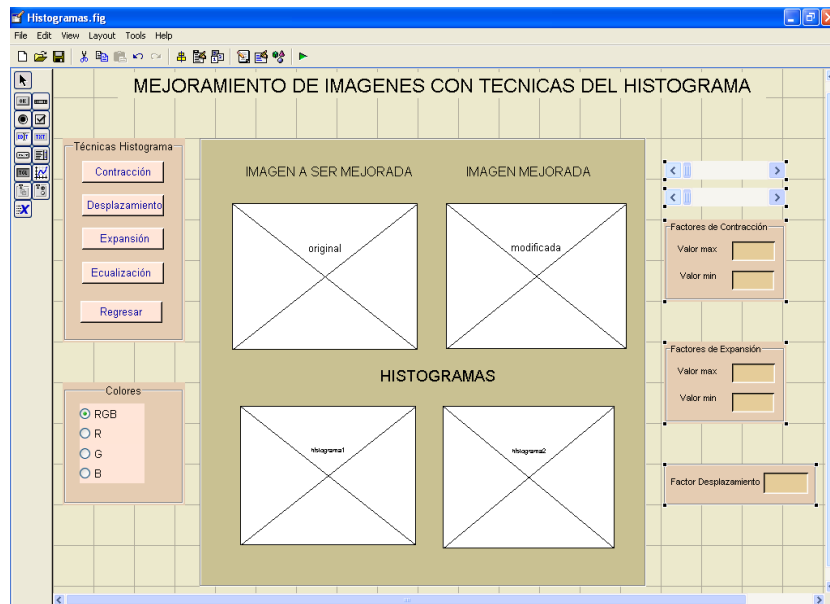 Histogramas.fig
File Edit View Layout Tools Help
MEJORAMIENTO DE IMAGENES CON TECNICAS DEL HISTOGRAMA
Técnicas Histograma
Contracción
Desplazamiento
Expansión
Ecualización
Regresar
Colores
RGB
R
G
B
IMAGEN A SER MEJORADA
IMAGEN MEJORADA
original
modificada
HISTOGRAMAS
histograma1
histograma2
Factores de Contracción
Valor max
Valor min
Factores de Expansión
Valor max
Valor min
Factor Desplazamiento